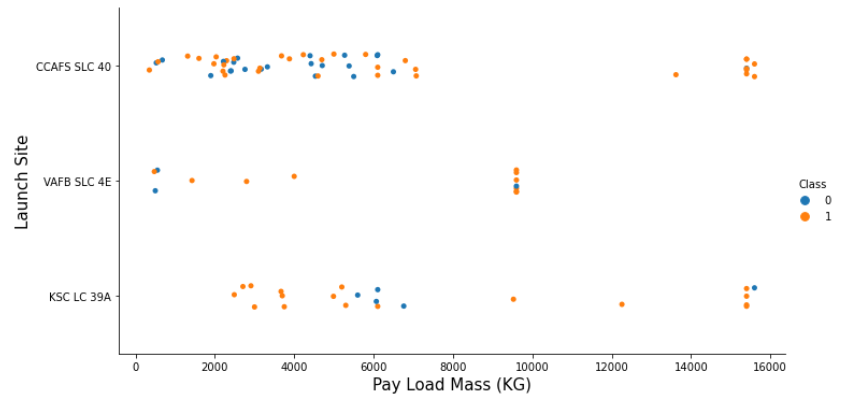 CCAFS SLC 40
VAFB SLC 4E
KSC LC 39A
Launch Site
0
2000
4000
6000
8000
10000
12000
14000
16000
Pay Load Mass (KG)
Class
0
1